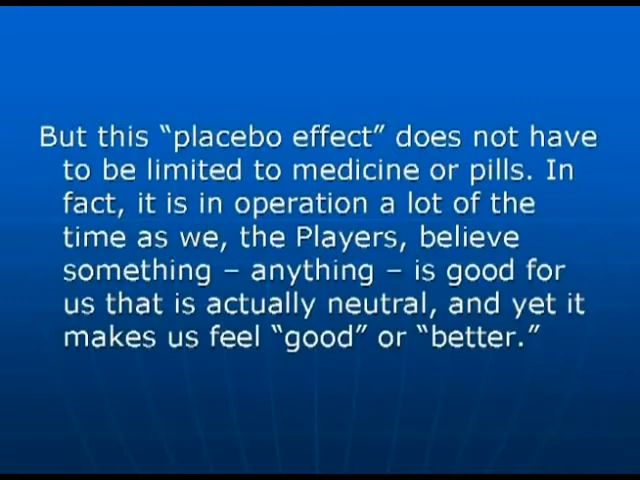 But this “placebo effect” does not have
to be limited to medicine or pills. In
fact, it is in operation a lot of the
time as we, the Players, believe
something – anything – is good for
us that is actually neutral, and yet it
makes us feel “good” or “better.”